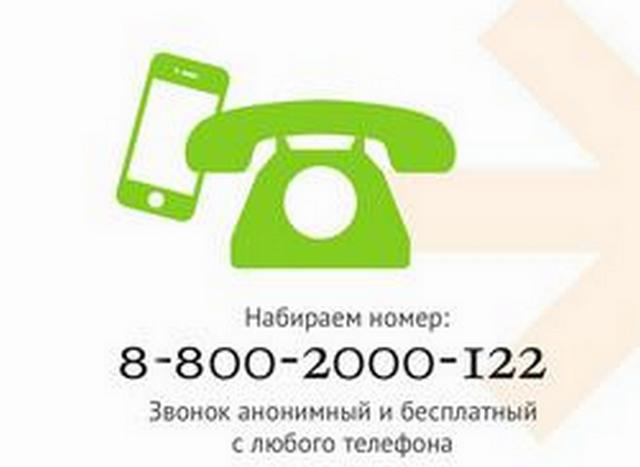 Набираем номер:
8-800-2000-122
Звонок анонимный и бесплатный
с любого телефона